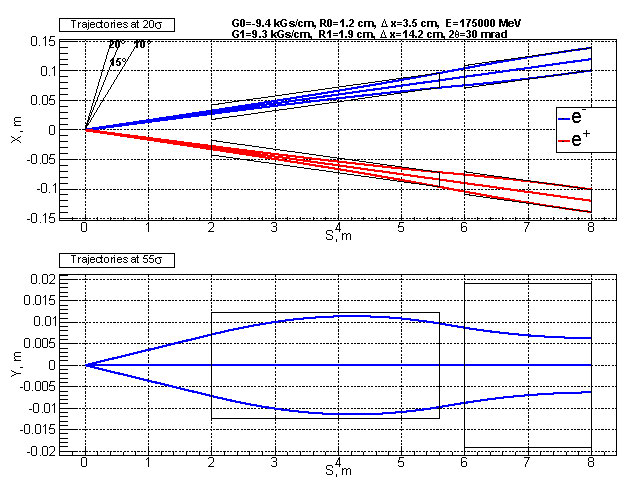 Trajectories at 20σ
G0=-9.4 kGs/cm, R0=1.2 cm, Δ x=3.5 cm, E=175000 MeV
G1=9.3 kGs/cm, R1=1.9 cm, Δ x=14.2 cm, 2θ=30 mrad
0.15
20° 10°
15°
0.1
0.05
0
-0.05
-0.1
-0.15
X, m
e-
e+
0 1 2 3 4 5 6 7 8
S, m
Trajectories at 55σ
0.02
0.015
0.01
0.005
0
-0.005
-0.01
-0.015
-0.02
Y, m
0 1 2 3 4 5 6 7 8
S, m